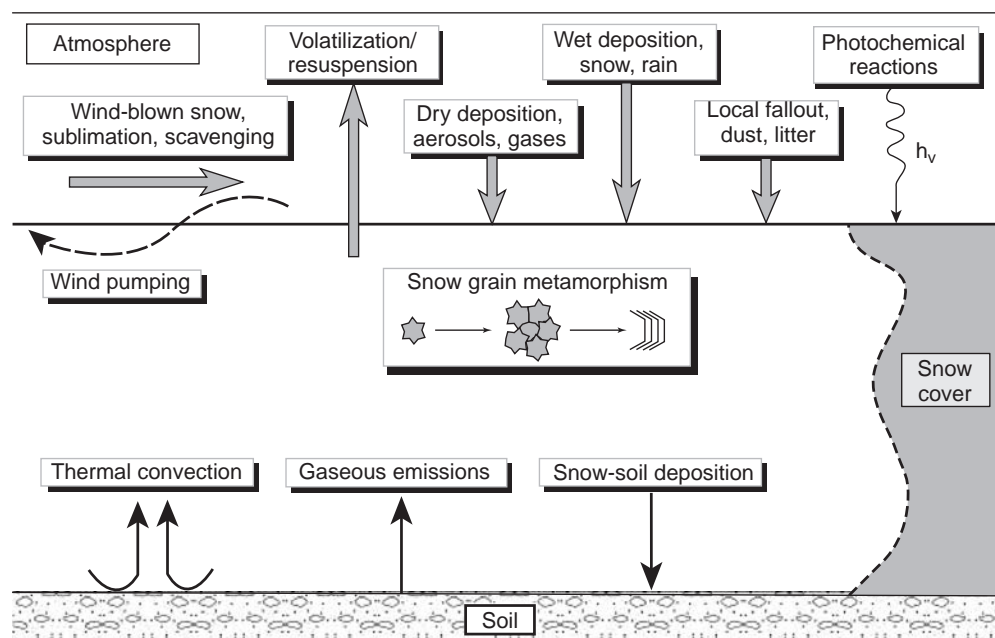 Atmosphere
Volatilization/
resuspension
Wet deposition,
snow, rain
Photochemical
reactions
Wind-blown snow,
sublimation, scavenging
Dry deposition,
aerosols, gases
Local fallout,
dust, litter
hv
Wind pumping
Snow grain metamorphism
Snow
cover
Thermal convection
Gaseous emissions
Snow-soil deposition
Soil